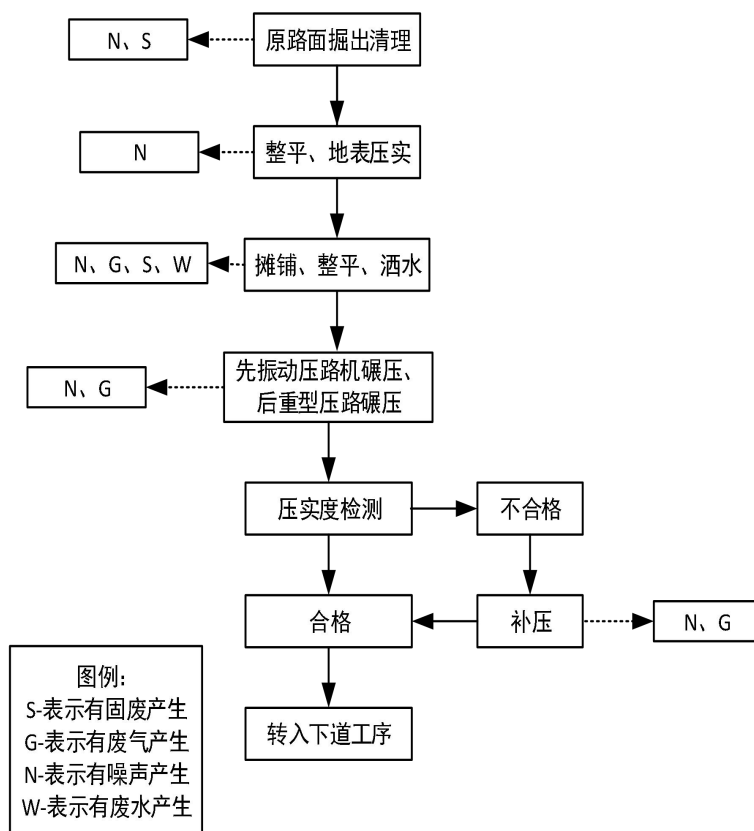 N、S
原路面掘出清理
N
整平、地表压实
N、G、S、W
摊铺、整平、洒水
N、G
先振动压路机碾压、
后重型压路碾压
压实度检测
不合格
合格
补压
N、G
转入下道工序
图例:
S-表示有固废产生
G-表示有废气产生
N-表示有噪声产生
W-表示有废水产生